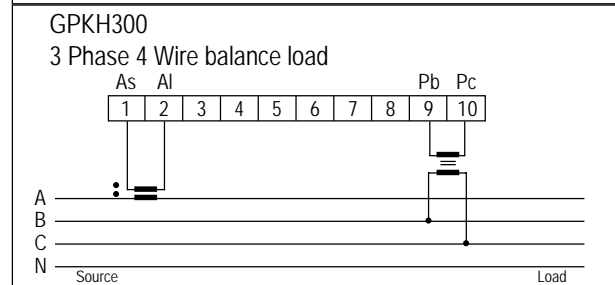 GPKH300
3 Phase 4 Wire balance load
As Al Pb Pc
1 2 3 4 5 6 7 8 9 10
A
B
C
N
Source Load